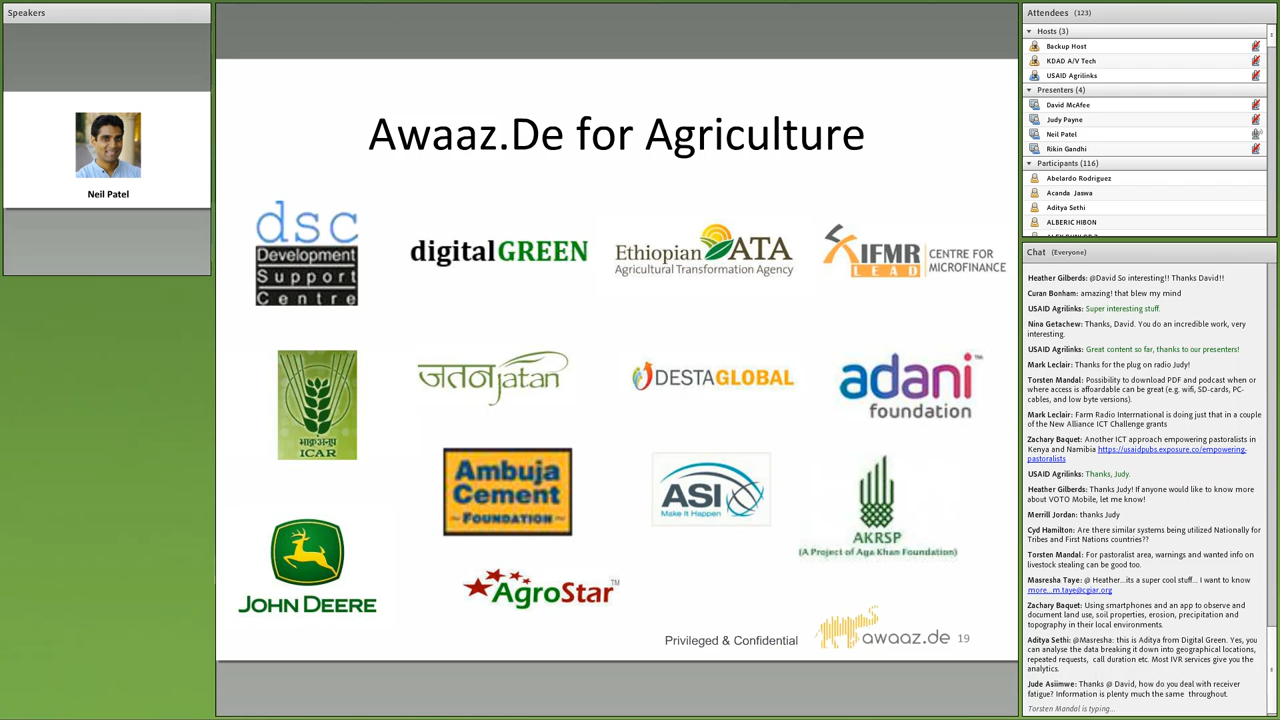 Speakers
Neil Patel
Awaaz.De for Agriculture
dsc
Development
Support
Centre
digitalGREEN
Ethiopian ATA
Agricultural Transformation Agency
IFMR
LEAD
CENTRE FOR
MICROFINANCE
ICAR
जतन jatan
DESTAGLOBAL
adani™
foundation
Ambuja
Cement
~ FOUNDATION ~
ASI
Make It Happen
AKRSP
(A Project of Aga Khan Foundation)
JOHN DEERE
AgroStar™
Privileged & Confidential
awaaz.de
19
Attendees (123)
Hosts (3)
Backup Host
KDAD A/V Tech
USAID Agrilinks
Presenters (4)
David McAfee
Judy Payne
Neil Patel
Rikin Gandhi
Participants (116)
Abelardo Rodriguez
Acanda Jaswa
Aditya Sethi
ALBERIC HIBON
Chat (Everyone)
Heather Gilberds: @David So interesting!! Thanks David!!
Curan Bonham: amazing! that blew my mind
USAID Agrilinks: Super interesting stuff.
Nina Getachew: Thanks, David. You do an incredible work, very
interesting.
USAID Agrilinks: Great content so far, thanks to our presenters!
Mark Leclair: Thanks for the plug on radio Judy!
Torsten Mandal: Possibility to download PDF and podcast when or
where access is affoardable can be great (e.g. wifi, SD-cards, PC-
cables, and low byte versions).
Mark Leclair: Farm Radio International is doing just that in a couple
of the New Alliance ICT Challenge grants
Zachary Baquet: Another ICT approach empowering pastoralists in
Kenya and Namibia https://usaidpubs.exposure.co/empowering-
pastoralists
USAID Agrilinks: Thanks, Judy.
Heather Gilberds: Thanks Judy! If anyone would like to know more
about VOTO Mobile, let me know!
Merrill Jordan: thanks Judy
Cyd Hamilton: Are there similar systems being utilized Nationally for
Tribes and First Nations countries??
Torsten Mandal: For pastoralist area, warnings and wanted info on
livestock stealing can be good too.
Masresha Taye: @ Heather...its a super cool stuff... I want to know
more...m.taye@cgiar.org
Zachary Baquet: Using smartphones and an app to observe and
document land use, soil properties, erosion, precipitation and
topography in their local environments.
Aditya Sethi: @Masresha: this is Aditya from Digital Green. Yes, you
can analyse the data breaking it down into geographical locations,
repeated requests, call duration etc. Most IVR services give you the
analytics.
Jude Asiimwe: Thanks @ David, how do you deal with receiver
fatigue? Information is plenty much the same throughout.
Torsten Mandal is typing...